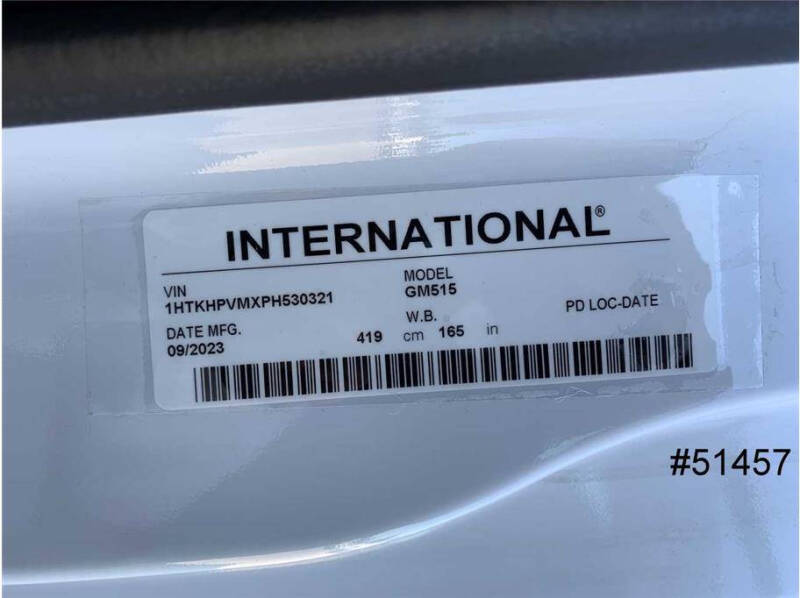 INTERNATIONAL®
VIN
1HTKHPVMXPH530321
MODEL
GM515
DATE MFG.
09/2023
W.B.
419 cm 165 in
PD LOC-DATE
#51457